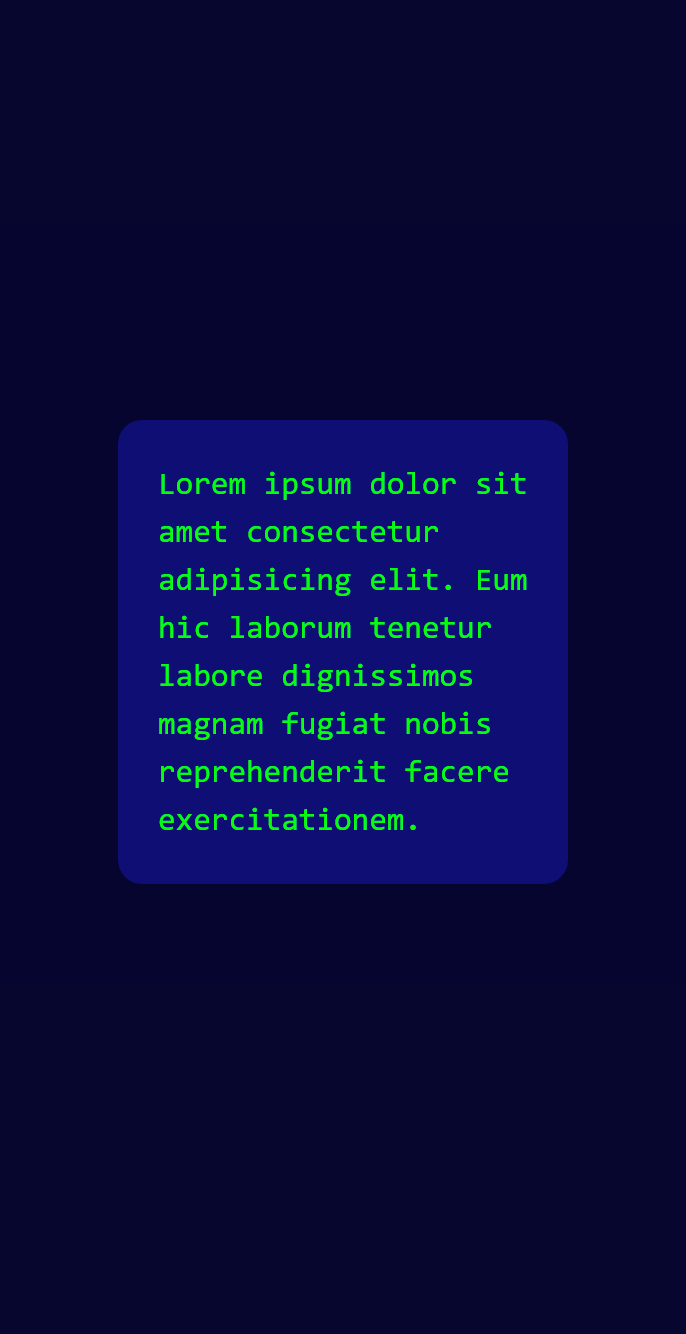 Lorem ipsum dolor sit
amet consectetur
adipisicing elit. Eum
hic laborum tenetur
labore dignissimos
magnam fugiat nobis
reprehenderit facere
exercitationem.